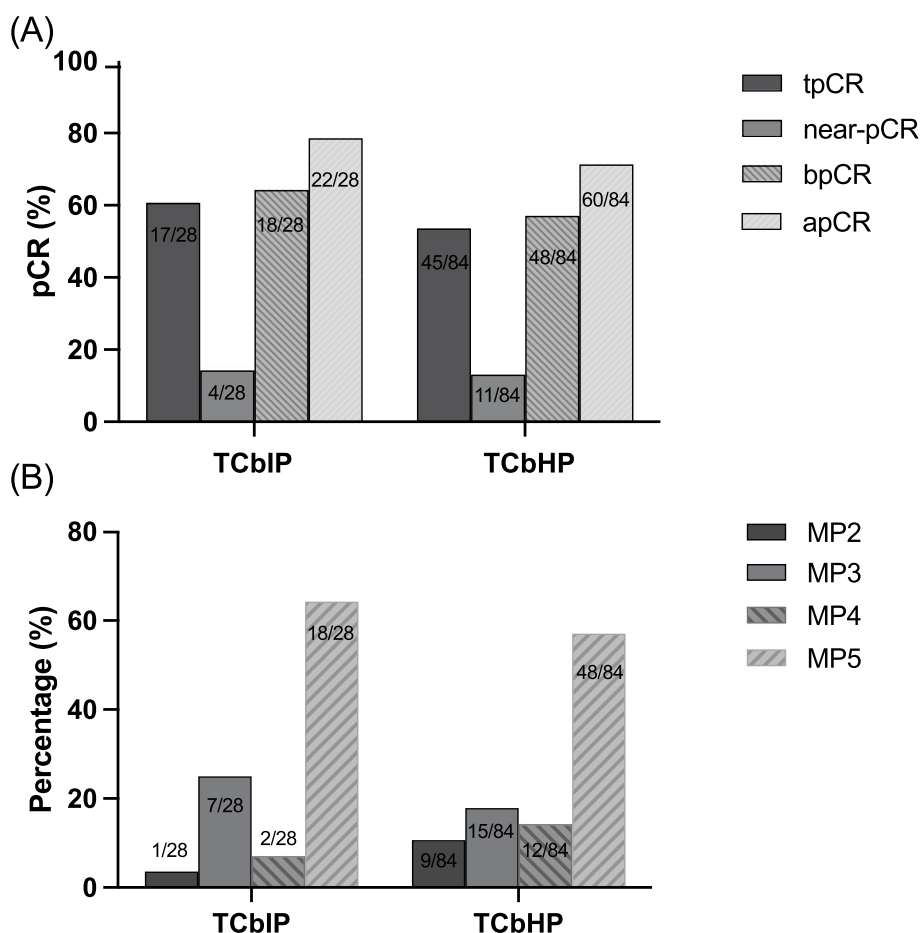 (A)
100
80
60
40
20
0
pCR (%)
17/28
4/28
18/28
22/28
45/84
11/84
48/84
60/84
TCbIP
TCbHP
tpCR
near-pCR
bpCR
apCR
(B)
80
60
40
20
0
Percentage (%)
1/28
7/28
2/28
18/28
9/84
15/84
12/84
48/84
TCbIP
TCbHP
MP2
MP3
MP4
MP5